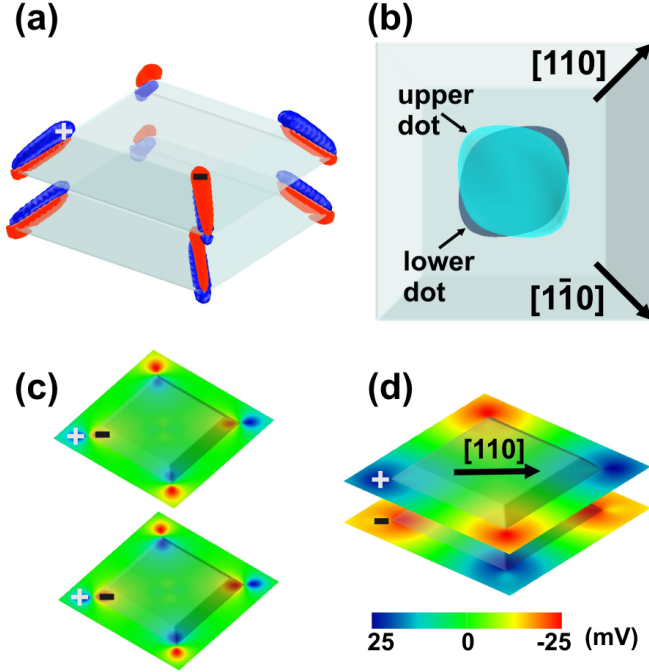 (a)
+
-
(b)
[110]
upper
dot
lower
dot
[11̄0]
(c)
+ -
+ -
(d)
[110]
+
-
25 0 -25 (mV)